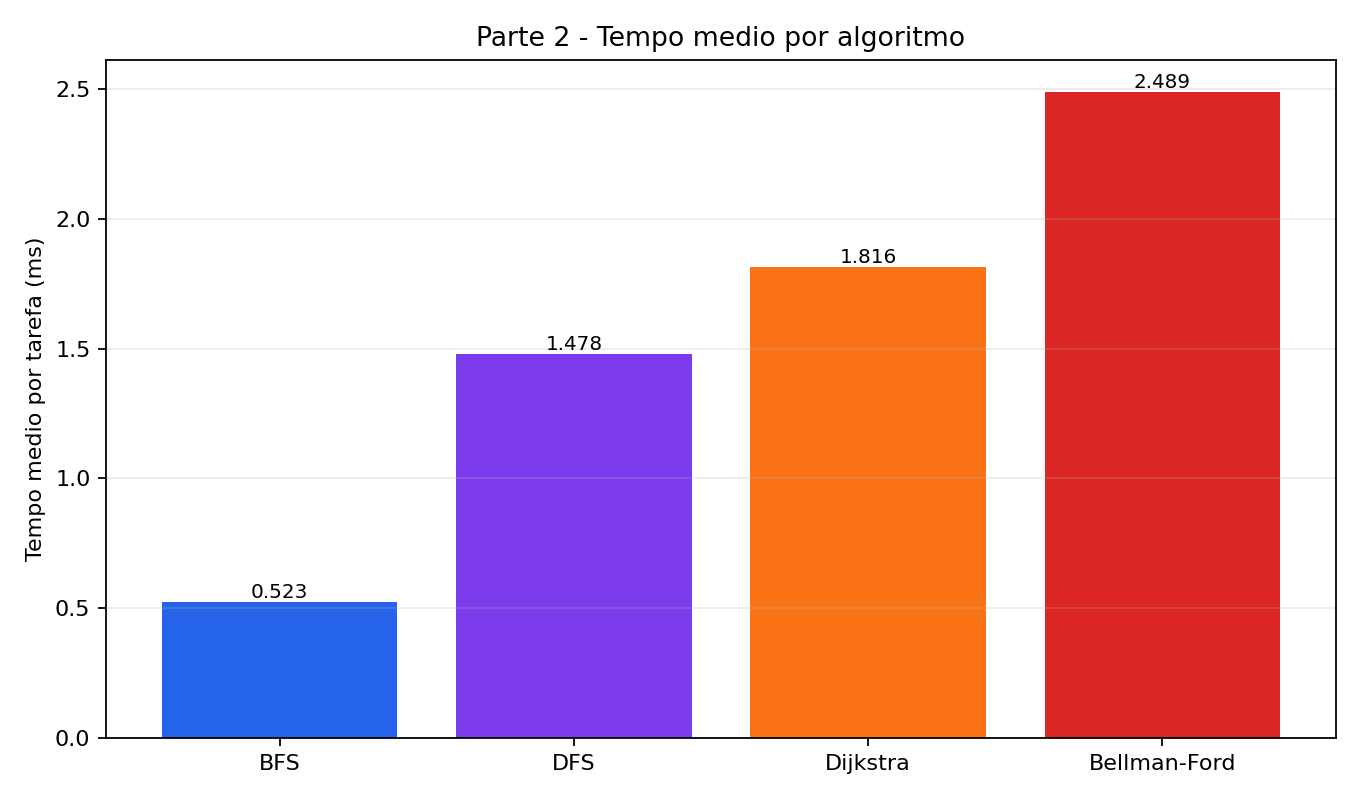 Parte 2 - Tempo medio por algoritmo
Tempo medio por tarefa (ms)
2.5
2.0
1.5
1.0
0.5
0.0
0.523
1.478
1.816
2.489
BFS
DFS
Dijkstra
Bellman-Ford